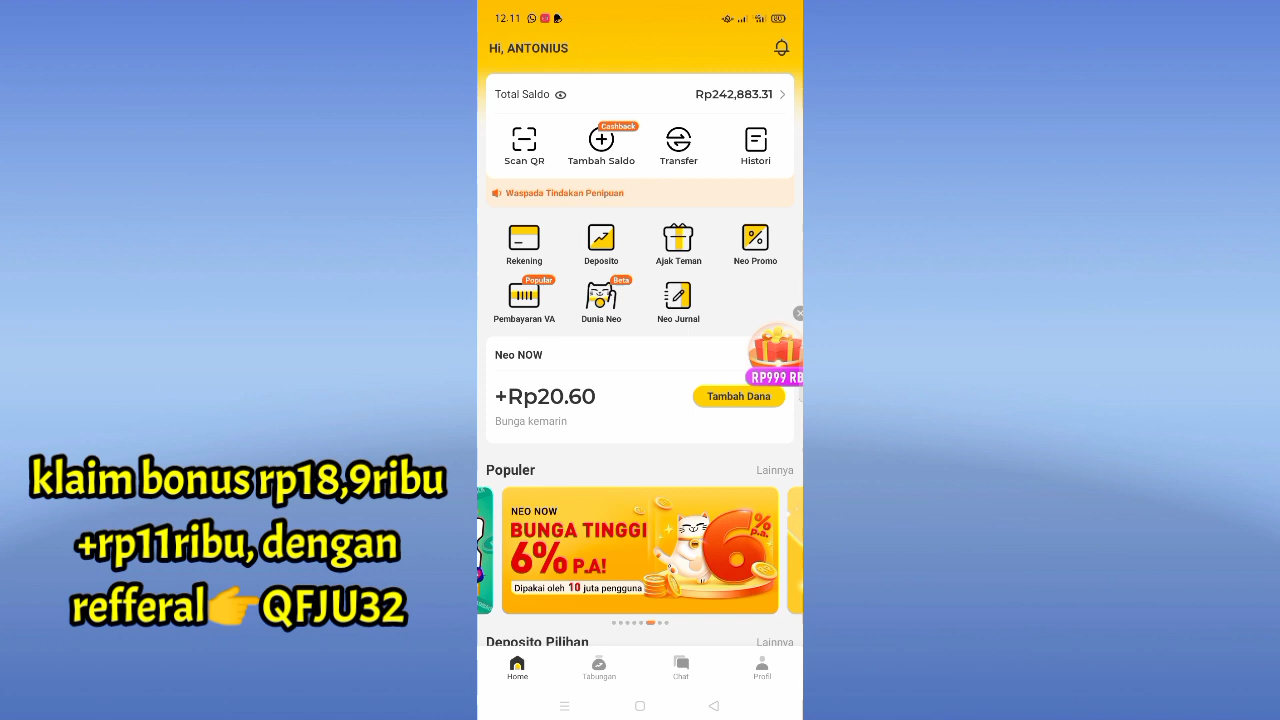 12.11
Hi, ANTONIUS
Total Saldo
Rp242,883.31
Cashback
Scan QR
Tambah Saldo
Transfer
Histori
Waspada Tindakan Penipuan
Rekening
Deposito
Ajak Teman
Neo Promo
Popular
Beta
Pembayaran VA
Dunia Neo
Neo Jurnal
Neo NOW
RP999 RB
+Rp20.60
Tambah Dana
Bunga kemarin
Populer
Lainnya
NEO NOW
BUNGA TINGGI
6% P.A!
Dipakai oleh 10 juta pengguna
6% p.a.
Deposito Pilihan
Lainnya
Home
Tabungan
Chat
Profil
klaim bonus rp18,9ribu
+rp11ribu, dengan
refferal👉QFJU32